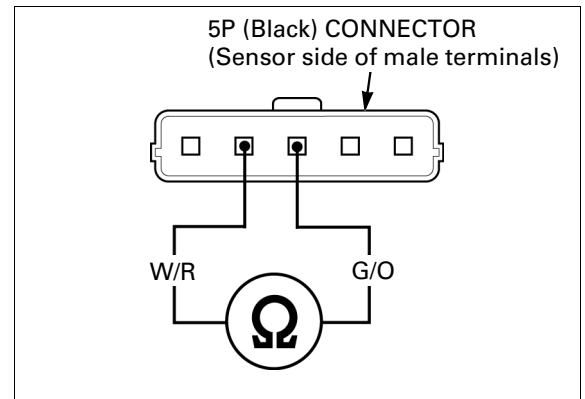 5P (Black) CONNECTOR
(Sensor side of male terminals)
W/R
G/O
Ω